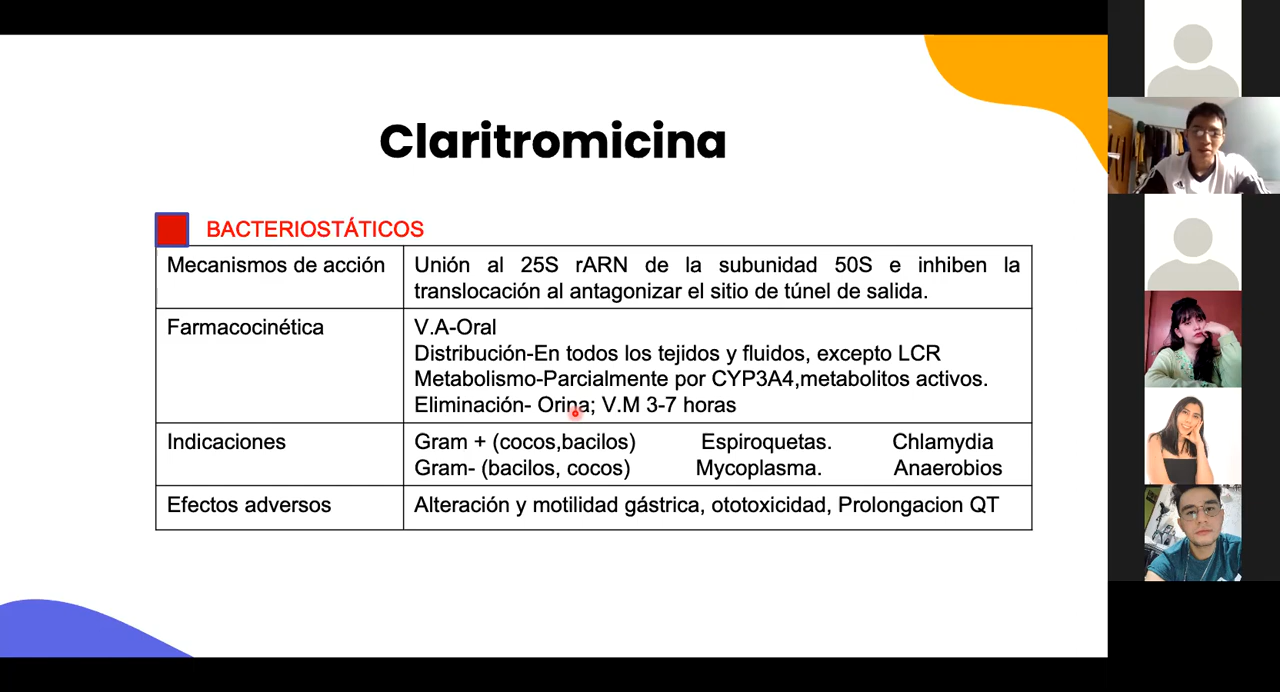 Claritromicina
BACTERIOSTÁTICOS
Mecanismos de acción
Unión al 25S rARN de la subunidad 50S e inhiben la
translocación al antagonizar el sitio de túnel de salida.
Farmacocinética
V.A-Oral
Distribución-En todos los tejidos y fluidos, excepto LCR
Metabolismo-Parcialmente por CYP3A4,metabolitos activos.
Eliminación- Orina; V.M 3-7 horas
Indicaciones
Gram + (cocos,bacilos) Espiroquetas. Chlamydia
Gram- (bacilos, cocos) Mycoplasma. Anaerobios
Efectos adversos
Alteración y motilidad gástrica, ototoxicidad, Prolongacion QT